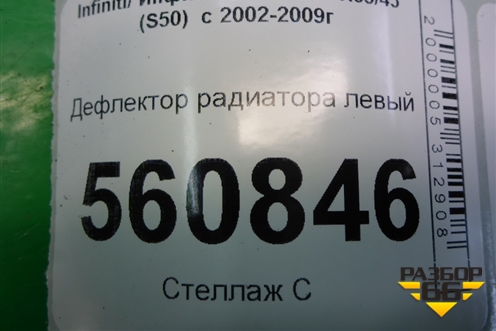 Infiniti/
(S50) с 2002-2009г
Дефлектор радиатора левый
560846
Стеллаж С
2000005312908
РАЗБОР
66